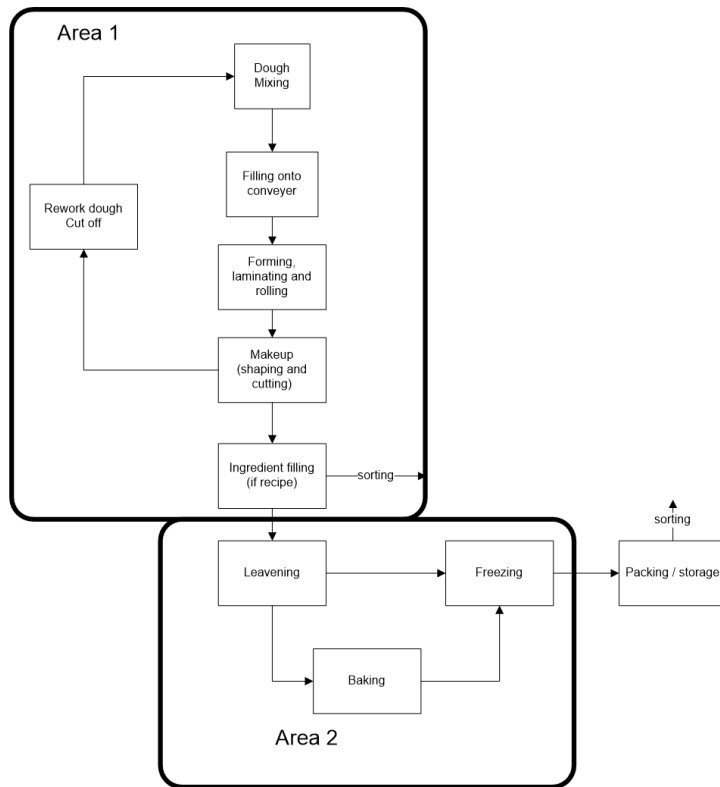 Area 1
Dough
Mixing
Filling onto
conveyer
Rework dough
Cut off
Forming,
laminating and
rolling
Makeup
(shaping and
cutting)
Ingredient filling
(if recipe)
sorting
sorting
Leavening
Freezing
Packing / storage
Baking
Area 2